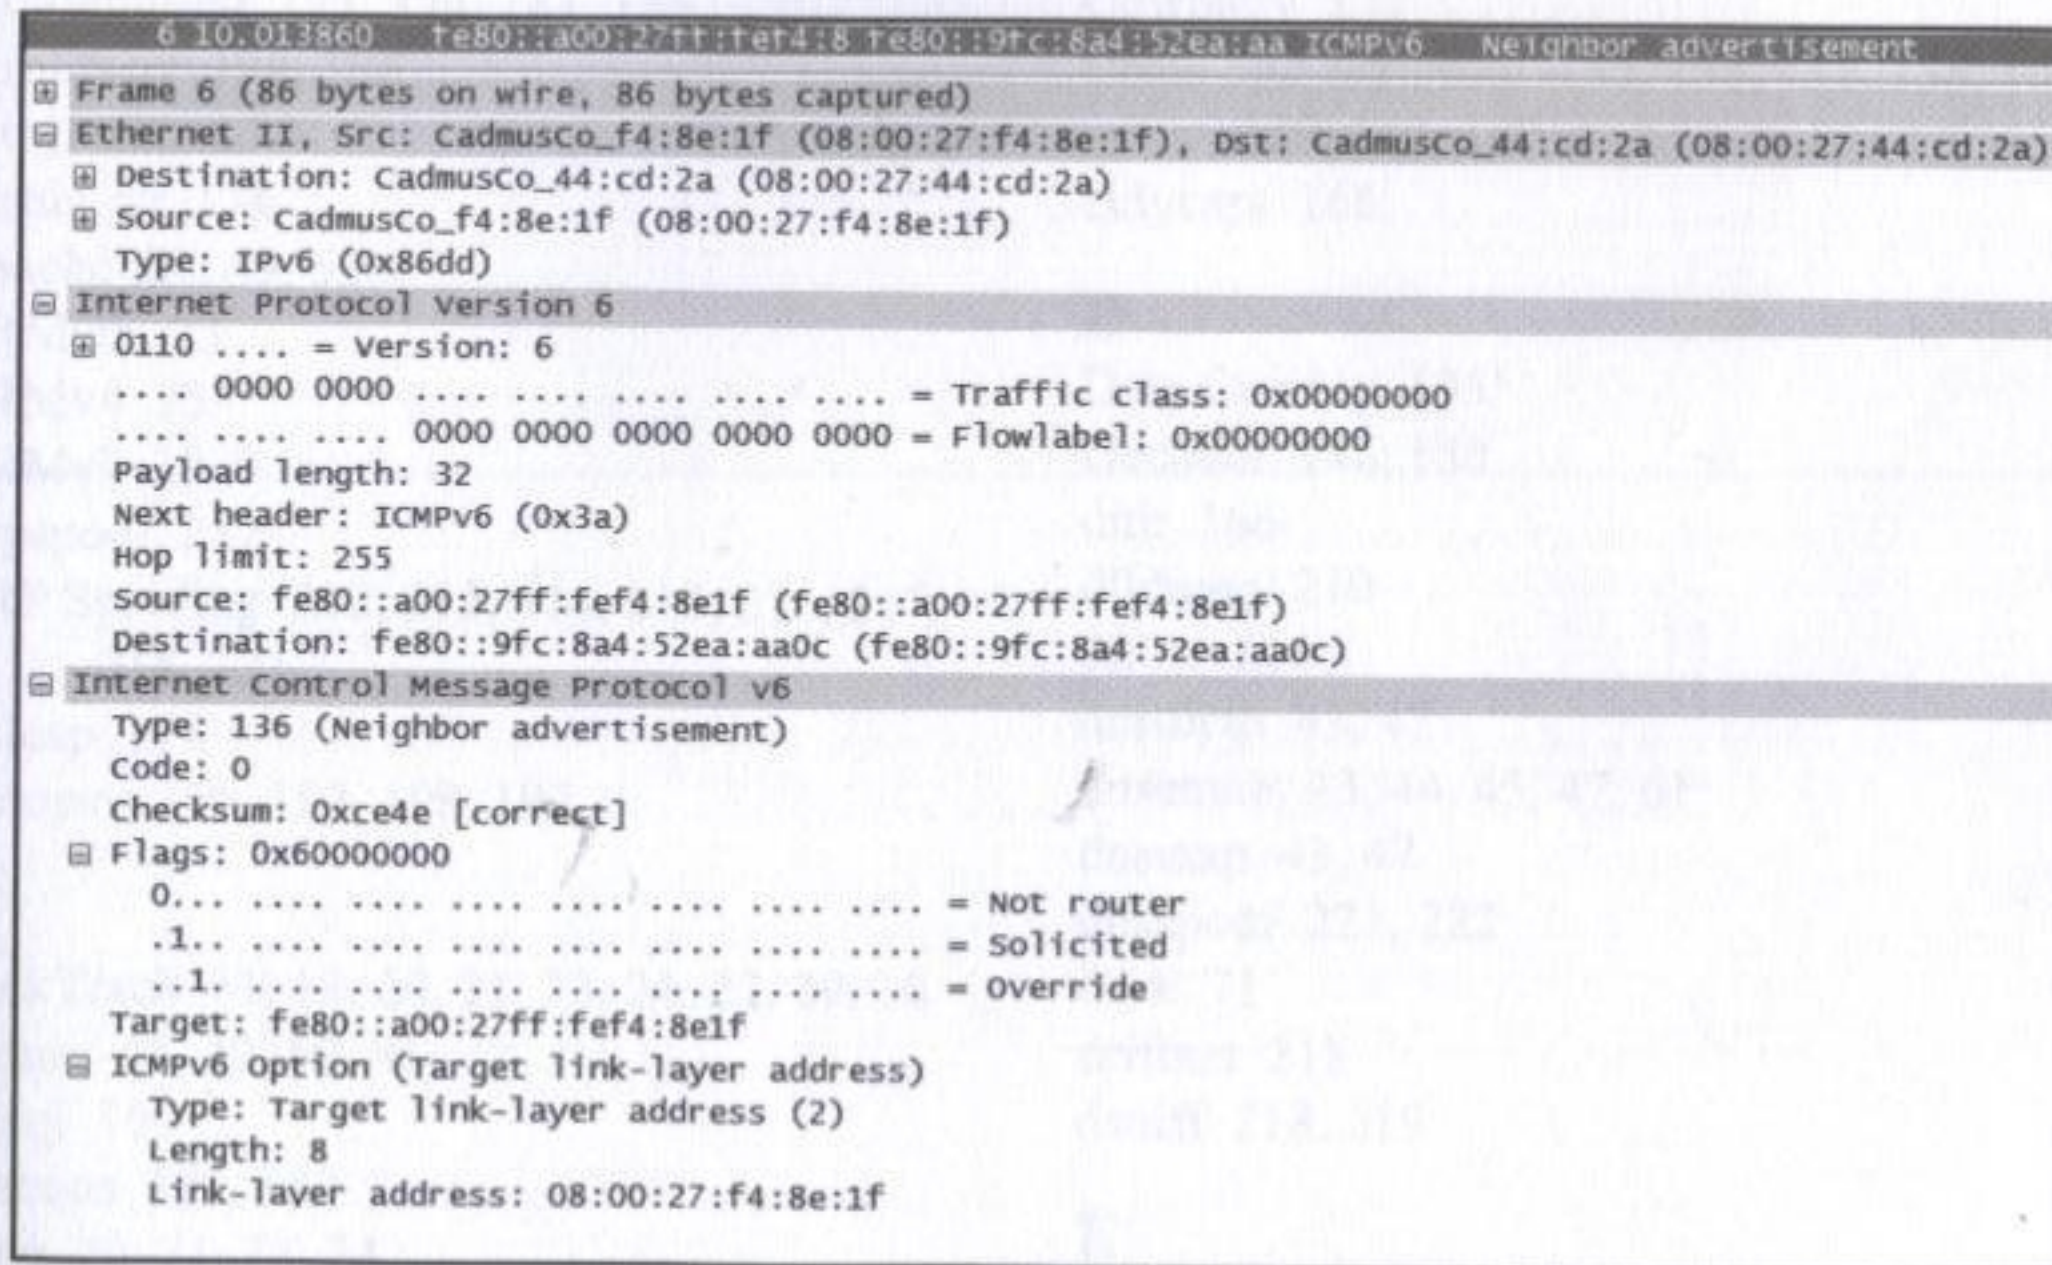 6 10.013860 fe80::a00:27ff:fef4:8 fe80::9fc:8a4:52ea:aa ICMPv6 Neighbor advertisement
Frame 6 (86 bytes on wire, 86 bytes captured)
Ethernet II, Src: CadmusCo_f4:8e:1f (08:00:27:f4:8e:1f), Dst: CadmusCo_44:cd:2a (08:00:27:44:cd:2a)
Destination: CadmusCo_44:cd:2a (08:00:27:44:cd:2a)
Source: CadmusCo_f4:8e:1f (08:00:27:f4:8e:1f)
Type: IPv6 (0x86dd)
Internet Protocol Version 6
0110 .... = Version: 6
.... 0000 0000 .... .... .... .... .... = Traffic class: 0x00000000
.... .... .... 0000 0000 0000 0000 0000 = Flowlabel: 0x00000000
Payload length: 32
Next header: ICMPv6 (0x3a)
Hop limit: 255
Source: fe80::a00:27ff:fef4:8e1f (fe80::a00:27ff:fef4:8e1f)
Destination: fe80::9fc:8a4:52ea:aa0c (fe80::9fc:8a4:52ea:aa0c)
Internet Control Message Protocol v6
Type: 136 (Neighbor advertisement)
Code: 0
Checksum: 0xce4e [correct]
Flags: 0x60000000
0... .... .... .... .... .... .... .... = Not router
.1.. .... .... .... .... .... .... .... = Solicited
..1. .... .... .... .... .... .... .... = Override
Target: fe80::a00:27ff:fef4:8e1f
ICMPv6 Option (Target link-layer address)
Type: Target link-layer address (2)
Length: 8
Link-layer address: 08:00:27:f4:8e:1f